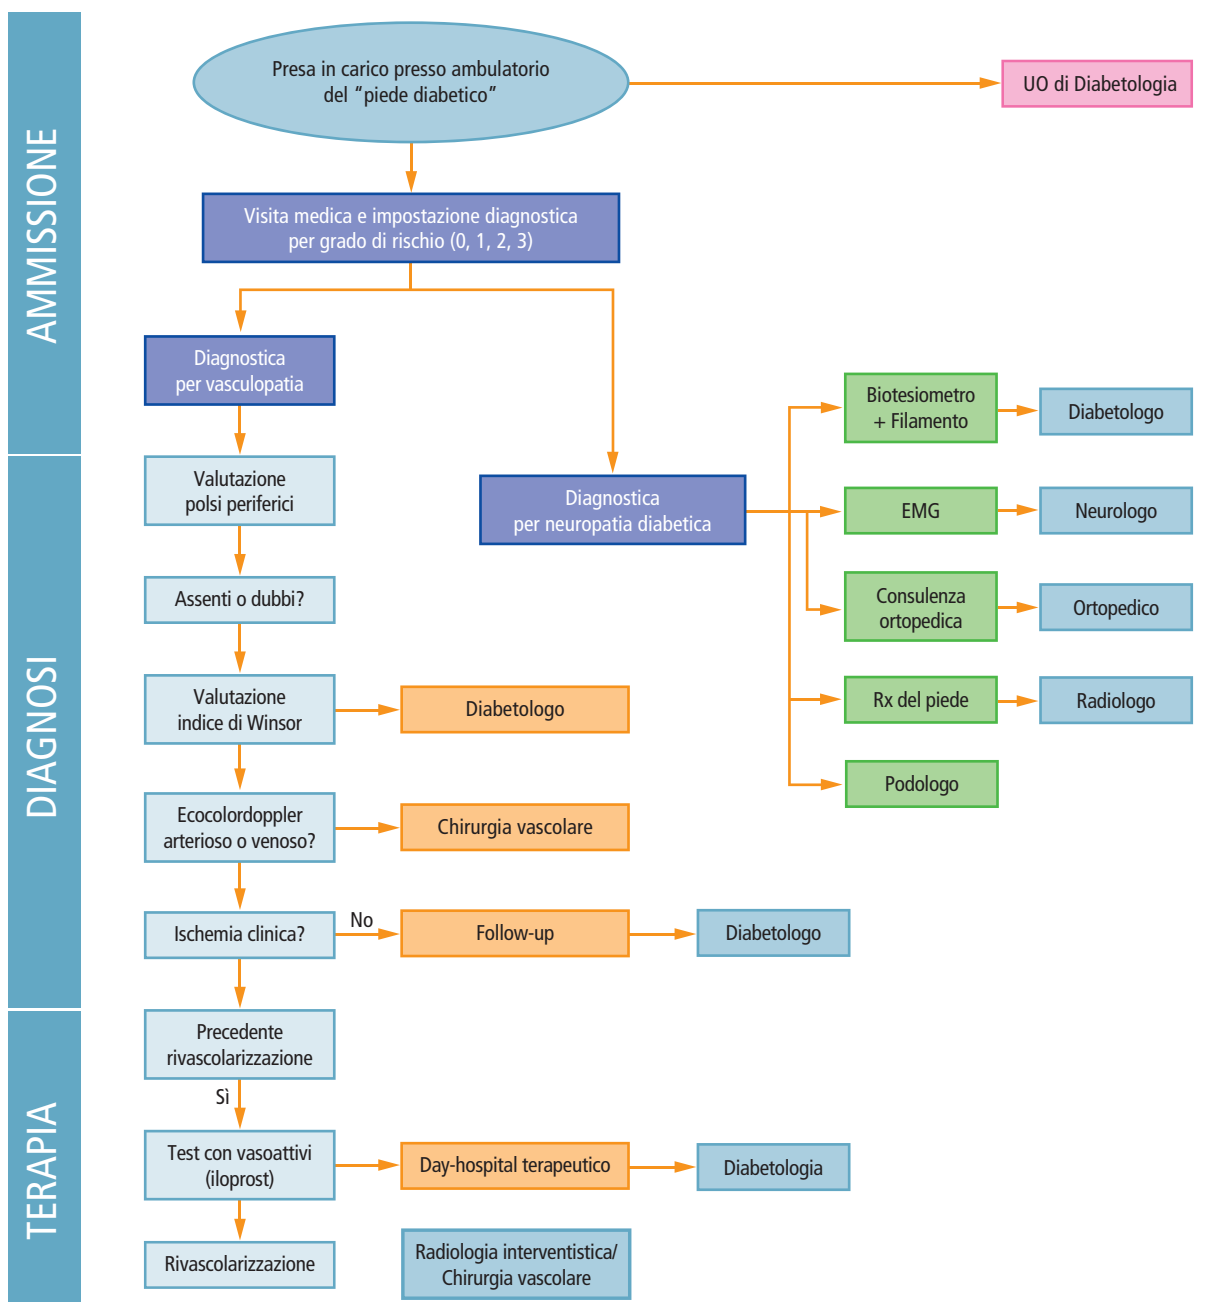 AMMISSIONE
Presa in carico presso ambulatorio
del “piede diabetico”
UO di Diabetologia
Visita medica e impostazione diagnostica
per grado di rischio (0, 1, 2, 3)
Diagnostica
per vasculopatia
Biotesiometro
+ Filamento
Diabetologo
DIAGNOSI
Valutazione
polsi periferici
Diagnostica
per neuropatia diabetica
EMG
Neurologo
Assenti o dubbi?
Consulenza
ortopedica
Ortopedico
Valutazione
indice di Winsor
Diabetologo
Rx del piede
Radiologo
Podologo
Ecocolordoppler
arterioso o venoso?
Chirurgia vascolare
Ischemia clinica?
No
Follow-up
Diabetologo
TERAPIA
Precedente
rivascolarizzazione
Sì
Test con vasoattivi
(iloprost)
Day-hospital terapeutico
Diabetologia
Rivascolarizzazione
Radiologia interventistica/
Chirurgia vascolare